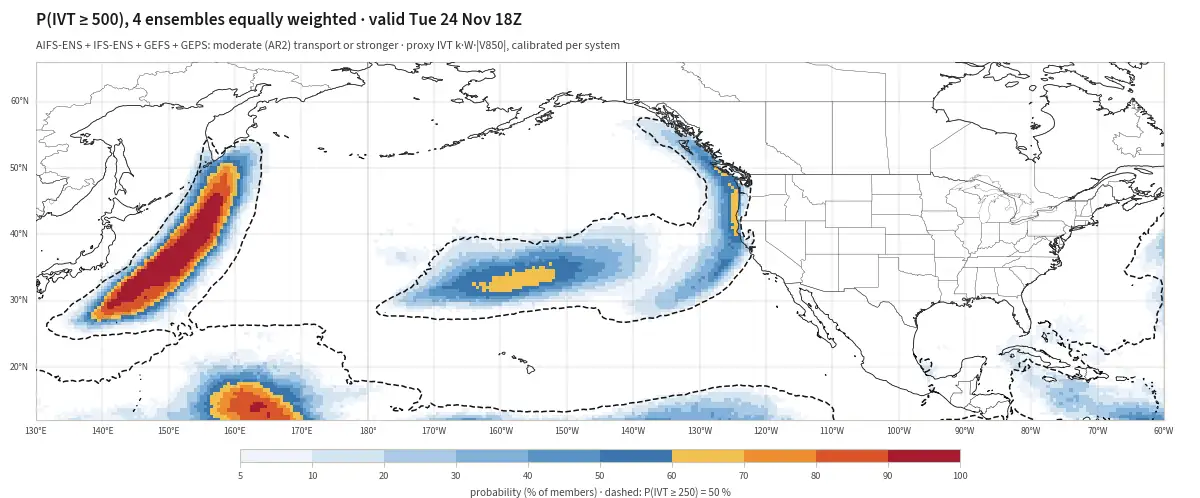 P(IVT ≥ 500), 4 ensembles equally weighted · valid Tue 24 Nov 18Z
AIFS-ENS + IFS-ENS + GEFS + GEPS: moderate (AR2) transport or stronger · proxy IVT k·W·|V850|, calibrated per system
60°N
50°N
40°N
30°N
20°N
130°E 140°E 150°E 160°E 170°E 180° 170°W 160°W 150°W 140°W 130°W 120°W 110°W 100°W 90°W 80°W 70°W 60°W
5 10 20 30 40 50 60 70 80 90 100
probability (% of members) · dashed: P(IVT ≥ 250) = 50 %